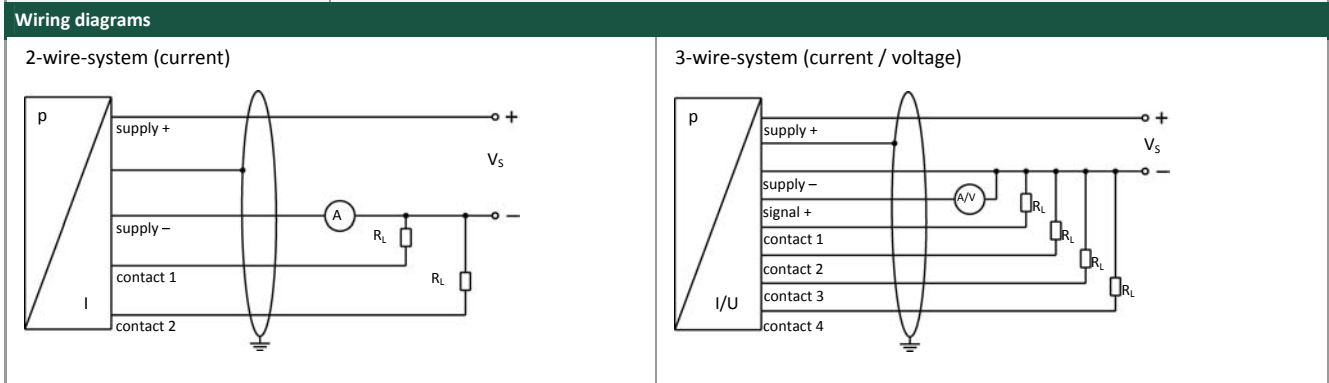 Wiring diagrams
2-wire-system (current)
p
supply +
+
VS
supply –
A
–
RL
contact 1
RL
I
contact 2
3-wire-system (current / voltage)
p
supply +
+
VS
supply –
–
A/V
signal +
RL
contact 1
RL
contact 2
RL
contact 3
RL
I/U
contact 4